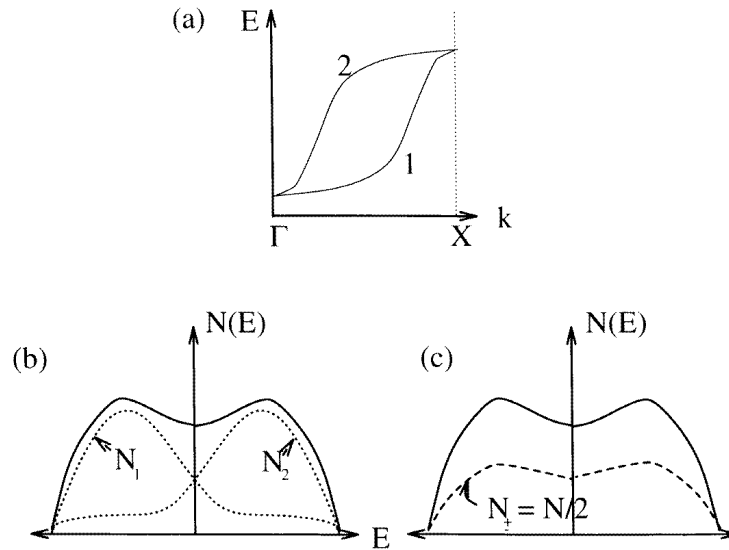 (a)
E
2
1
Γ
X
k
(b)
N(E)
N₁
N₂
E
(c)
N(E)
N± = N/2